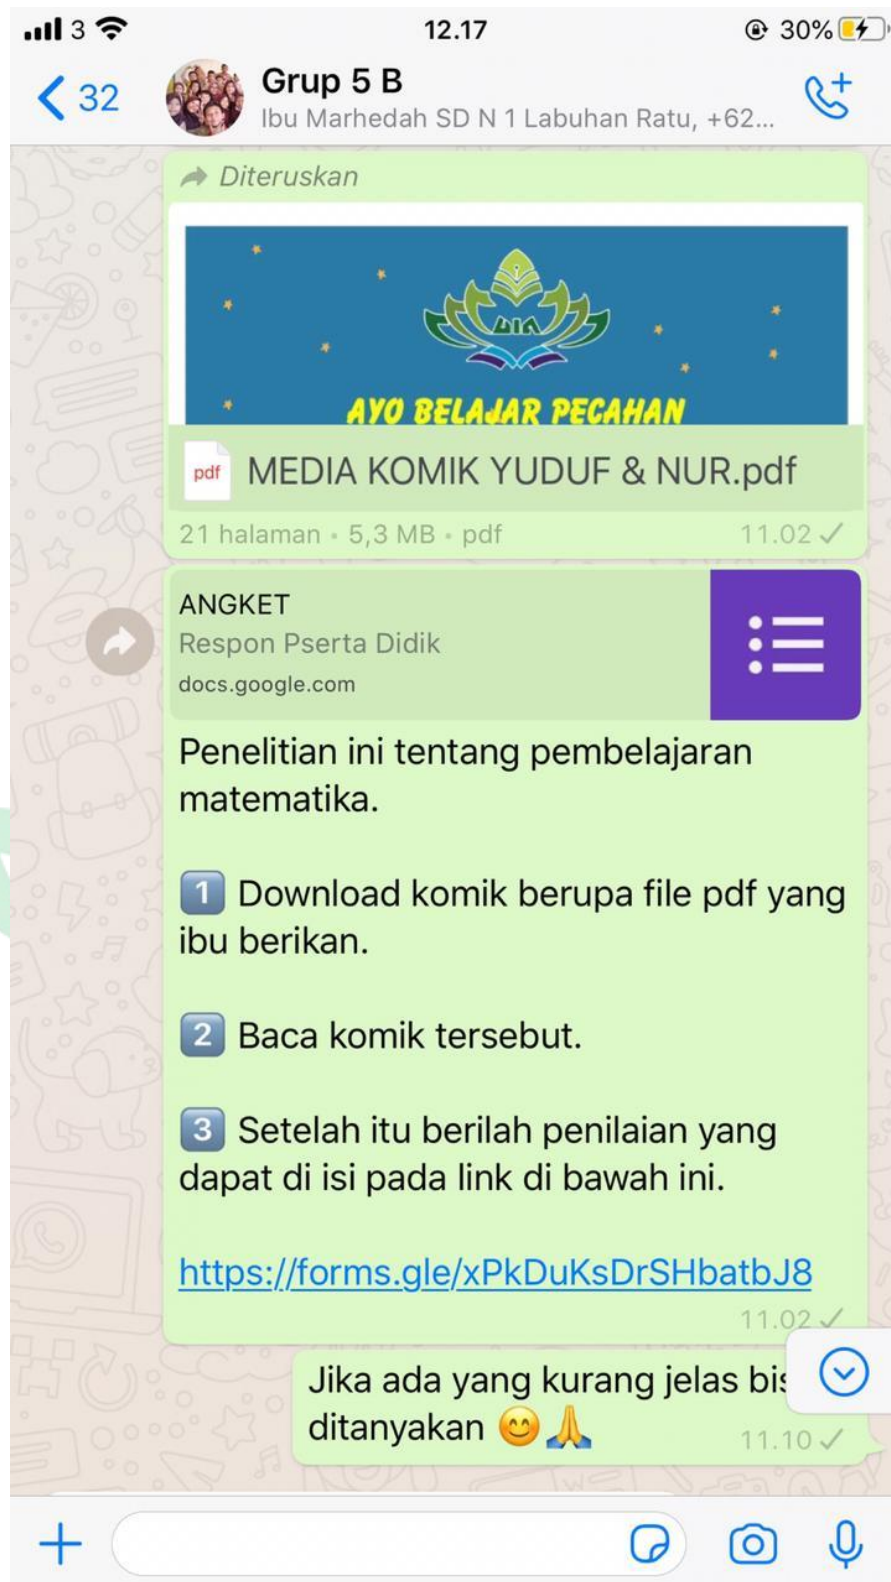 3
12.17
30%
32
Grup 5 B
Ibu Marhedah SD N 1 Labuhan Ratu, +62...
Diteruskan
UIN
AYO BELAJAR PECAHAN
pdf
MEDIA KOMIK YUDUF & NUR.pdf
21 halaman • 5,3 MB • pdf
11.02
ANGKET
Respon Pserta Didik
docs.google.com
Penelitian ini tentang pembelajaran
matematika.
1 Download komik berupa file pdf yang
ibu berikan.
2 Baca komik tersebut.
3 Setelah itu berilah penilaian yang
dapat di isi pada link di bawah ini.
https://forms.gle/xPkDuKsDrSHbatbJ8
11.02
Jika ada yang kurang jelas
ditanyakan 😊🙏
11.10